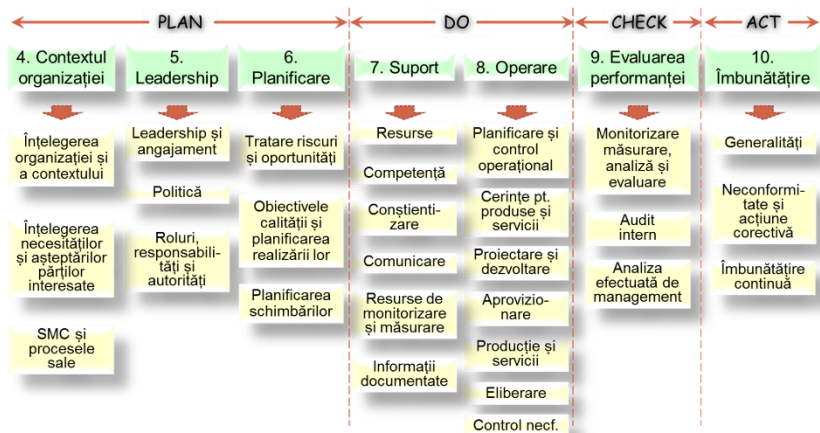 PLAN
DO
CHECK
ACT
4. Contextul
organizației
5.
Leadership
6.
Planificare
7. Suport
8. Operare
9. Evaluarea
performanței
10.
Îmbunătățire
Înțelegerea
organizației și
a contextului
Înțelegerea
necesităților
și așteptărilor
părților
interesate
SMC și
procesele
sale
Leadership și
angajament
Politică
Roluri,
responsabili-
tăți și
autorități
Tratare riscuri
și oportunități
Obiectivele
calității și
planificarea
realizării lor
Planificarea
schimbărilor
Resurse
Competență
Conștienti-
zare
Comunicare
Resurse de
monitorizare
și măsurare
Informații
documentate
Planificare și
control
operațional
Cerințe pt.
produse și
servicii
Proiectare și
dezvoltare
Aprovizio-
nare
Producție și
servicii
Eliberare
Control necf.
Monitorizare
măsurare,
analiză și
evaluare
Audit
intern
Analiza
efectuată de
management
Generalități
Neconformi-
tate și
acțiune
corectivă
Îmbunătățire
continuă